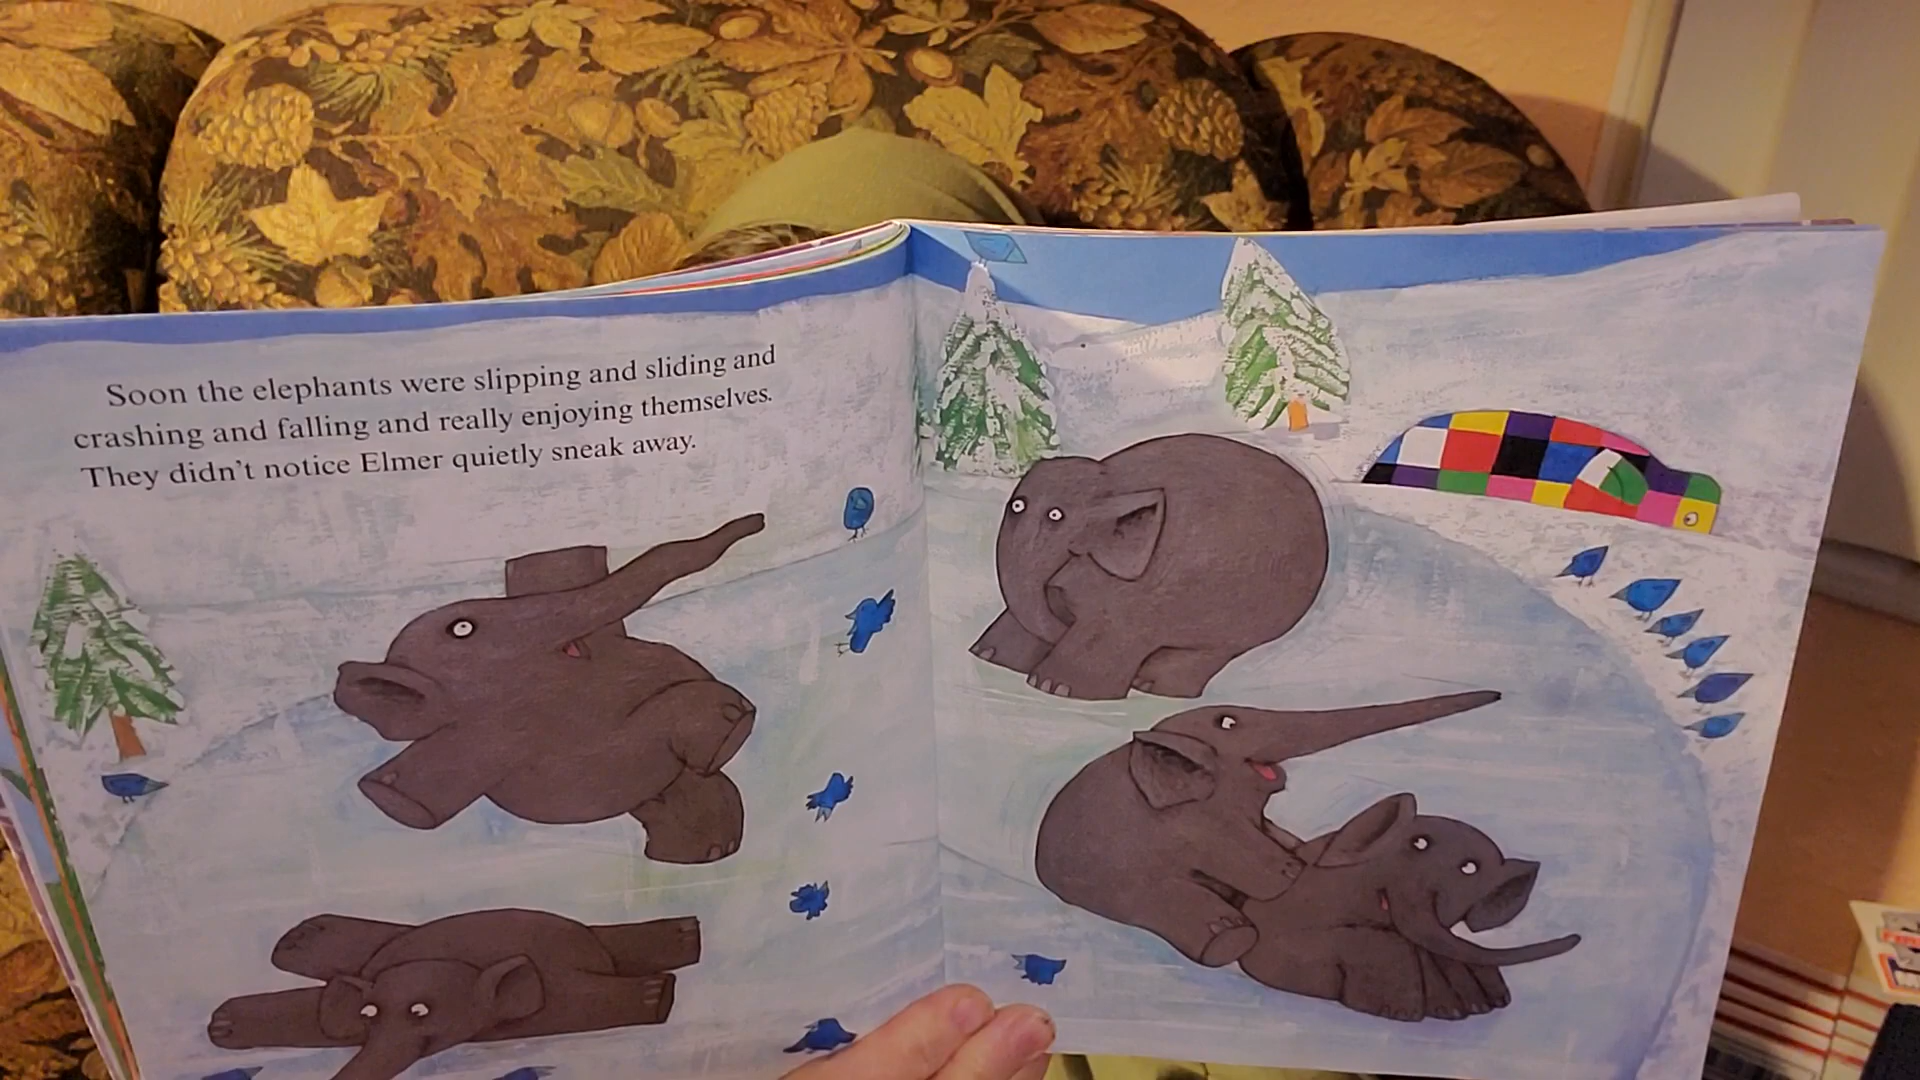 Soon the elephants were slipping and sliding and
crashing and falling and really enjoying themselves.
They didn't notice Elmer quietly sneak away.